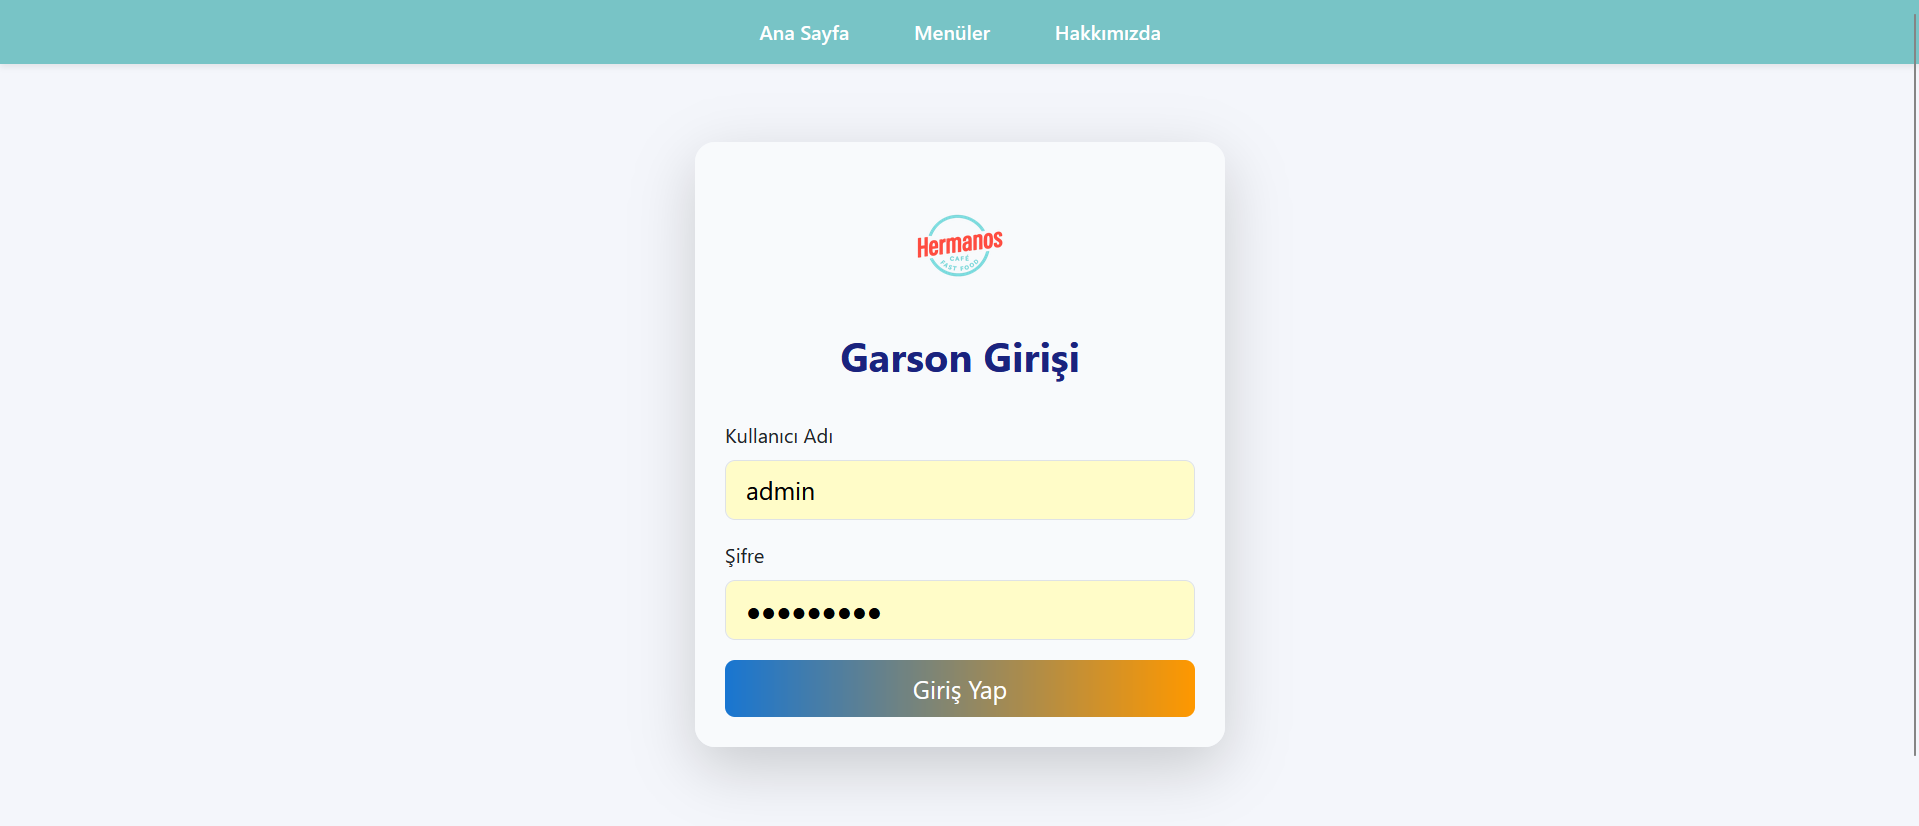 Ana Sayfa Menüler Hakkımızda
Hermanos
CAFÉ
FAST FOOD
Garson Girişi
Kullanıcı Adı
admin
Şifre
•••••••••
Giriş Yap